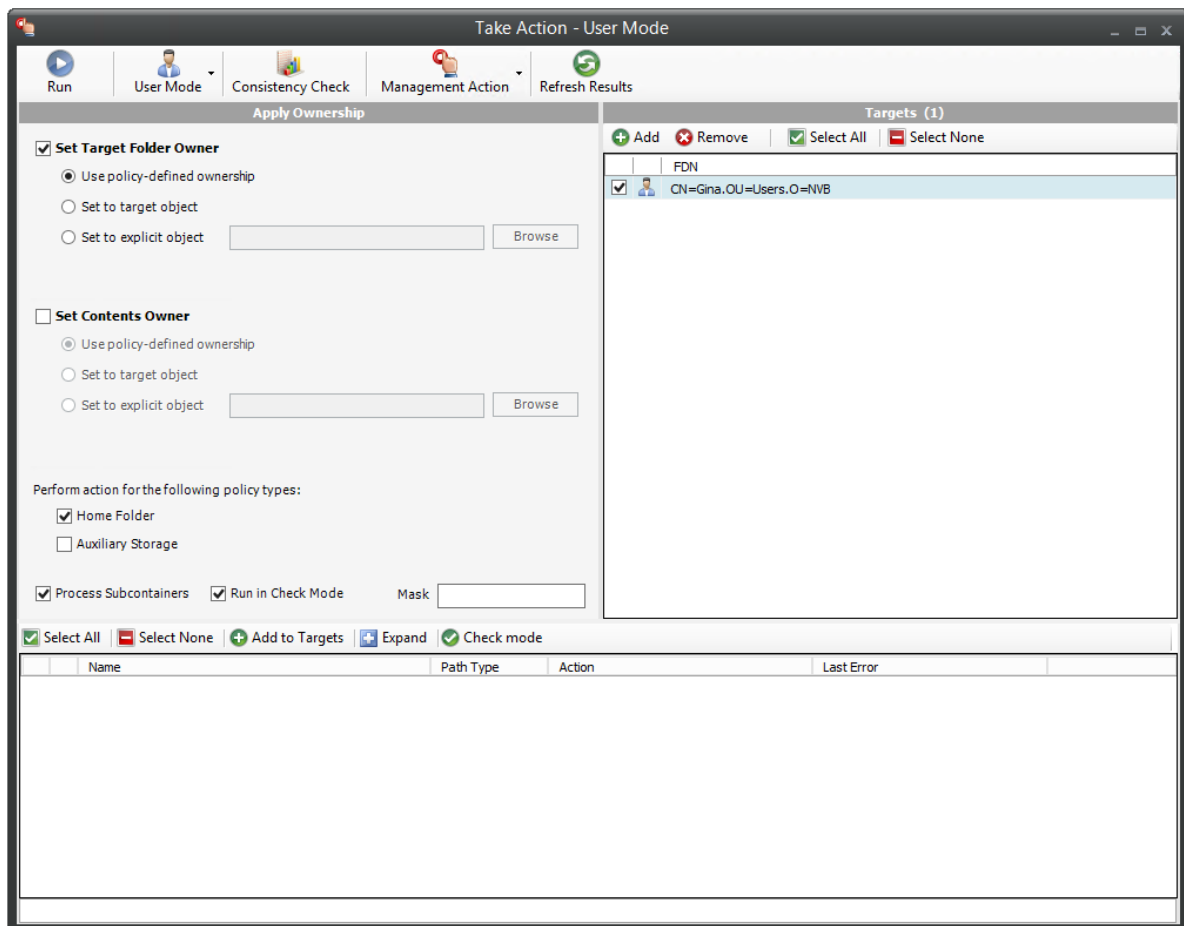 Take Action - User Mode
Run User Mode Consistency Check Management Action Refresh Results
Apply Ownership
Set Target Folder Owner
Use policy-defined ownership
Set to target object
Set to explicit object Browse
Set Contents Owner
Use policy-defined ownership
Set to target object
Set to explicit object Browse
Perform action for the following policy types:
Home Folder
Auxiliary Storage
Process Subcontainers Run in Check Mode Mask
Targets (1)
Add Remove Select All Select None
FDN
CN=Gina.OU=Users.O=NVB
Select All Select None Add to Targets Expand Check mode
Name Path Type Action Last Error